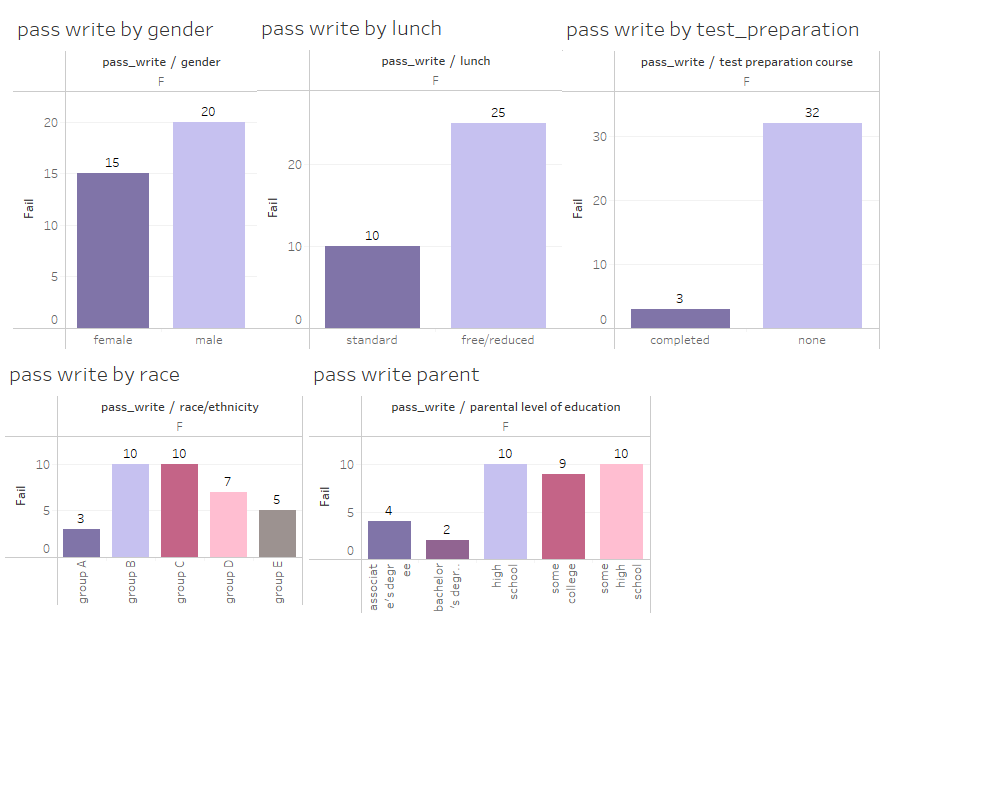 pass write by gender
pass_write / gender
F
20
15
10
5
0
Fail
15
20
female
male
pass write by lunch
pass_write / lunch
F
20
10
0
Fail
10
25
standard
free/reduced
pass write by test_preparation
pass_write / test preparation course
F
30
20
10
0
Fail
3
32
completed
none
pass write by race
pass_write / race/ethnicity
F
10
5
0
Fail
3
10
10
7
5
group A
group B
group C
group D
group E
pass write parent
pass_write / parental level of education
F
10
5
0
Fail
4
2
10
9
10
associat
e's degr
ee
bachelor
's degr..
high
school
some
college
some
high
school